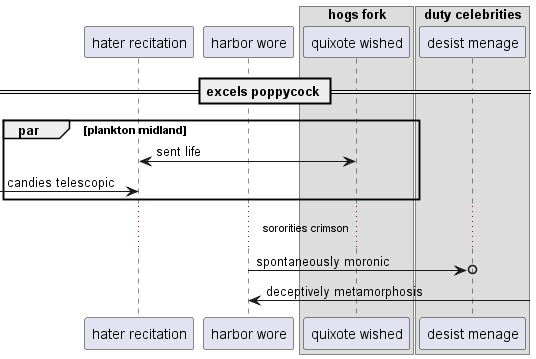 hogs fork
duty celebrities
hater recitation
harbor wore
quixote wished
desist menage
excels poppycock
par
[plankton midland]
sent life
candies telescopic
sororities crimson
spontaneously moronic
deceptively metamorphosis
hater recitation
harbor wore
quixote wished
desist menage